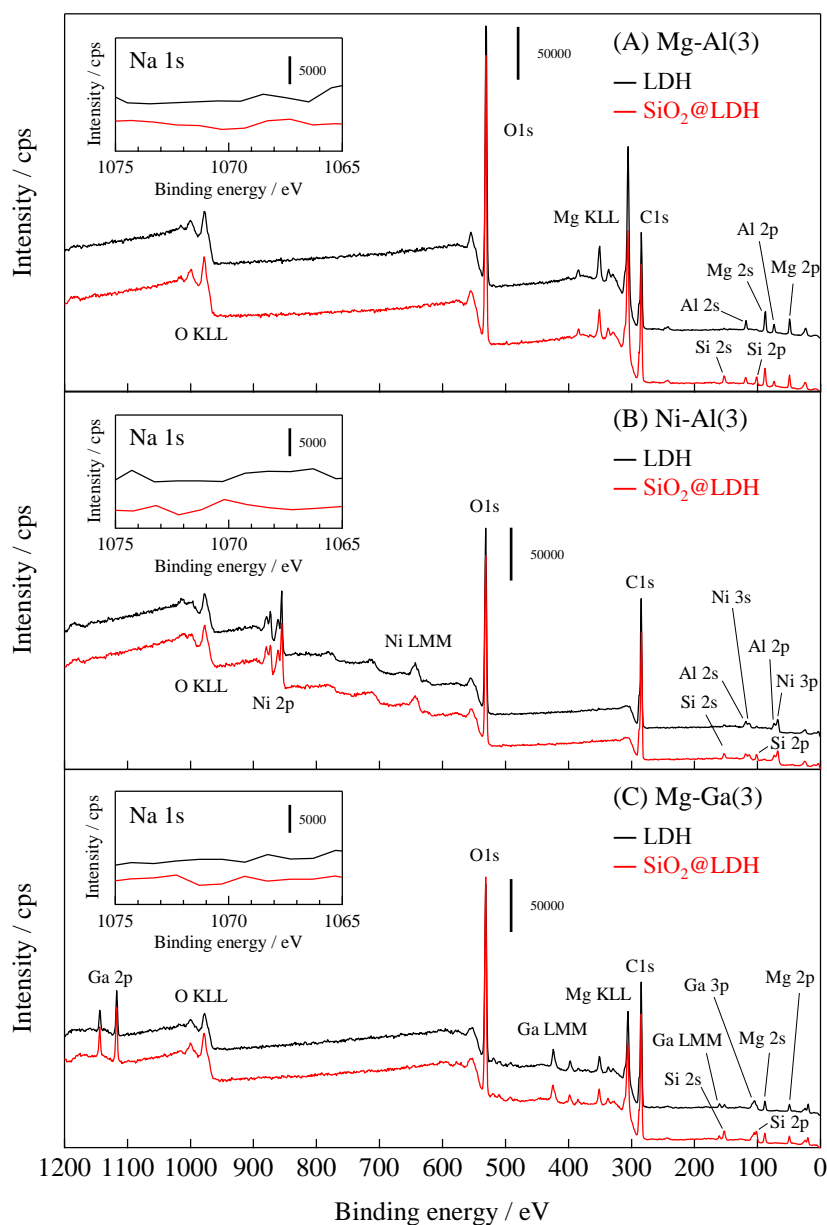 Intensity / cps
Na 1s
5000
Intensity / cps
1075
1070
1065
Binding energy / eV
50000
(A) Mg-Al(3)
LDH
SiO₂@LDH
O1s
Mg KLL
C1s
Al 2p
Mg 2s
Mg 2p
Al 2s
Si 2s
Si 2p
O KLL
Intensity / cps
Na 1s
5000
Intensity / cps
1075
1070
1065
Binding energy / eV
(B) Ni-Al(3)
LDH
SiO₂@LDH
O1s
50000
C1s
Ni 3s
Al 2p
Al 2s
Ni 3p
Si 2s
Si 2p
Ni LMM
O KLL
Ni 2p
Intensity / cps
Na 1s
5000
Intensity / cps
1075
1070
1065
Binding energy / eV
(C) Mg-Ga(3)
LDH
SiO₂@LDH
O1s
50000
Ga 2p
O KLL
Mg KLL
C1s
Ga 3p
Mg 2p
Ga LMM
Ga LMM
Mg 2s
Si 2s
Si 2p
1200 1100 1000 900 800 700 600 500 400 300 200 100 0
Binding energy / eV